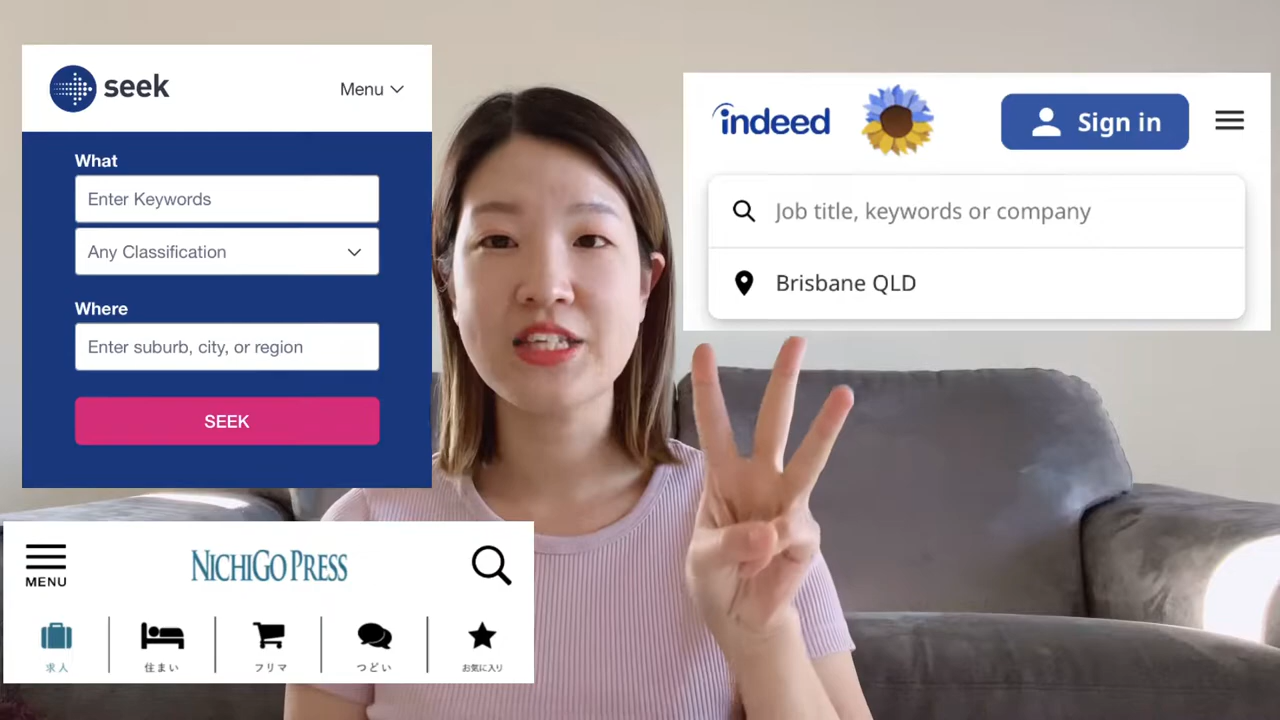 seek
Menu
What
Enter Keywords
Any Classification
Where
Enter suburb, city, or region
SEEK
indeed
Sign in
Job title, keywords or company
Brisbane QLD
MENU
NICHIGO PRESS
求人
住まい
フリマ
つどい
お気に入り